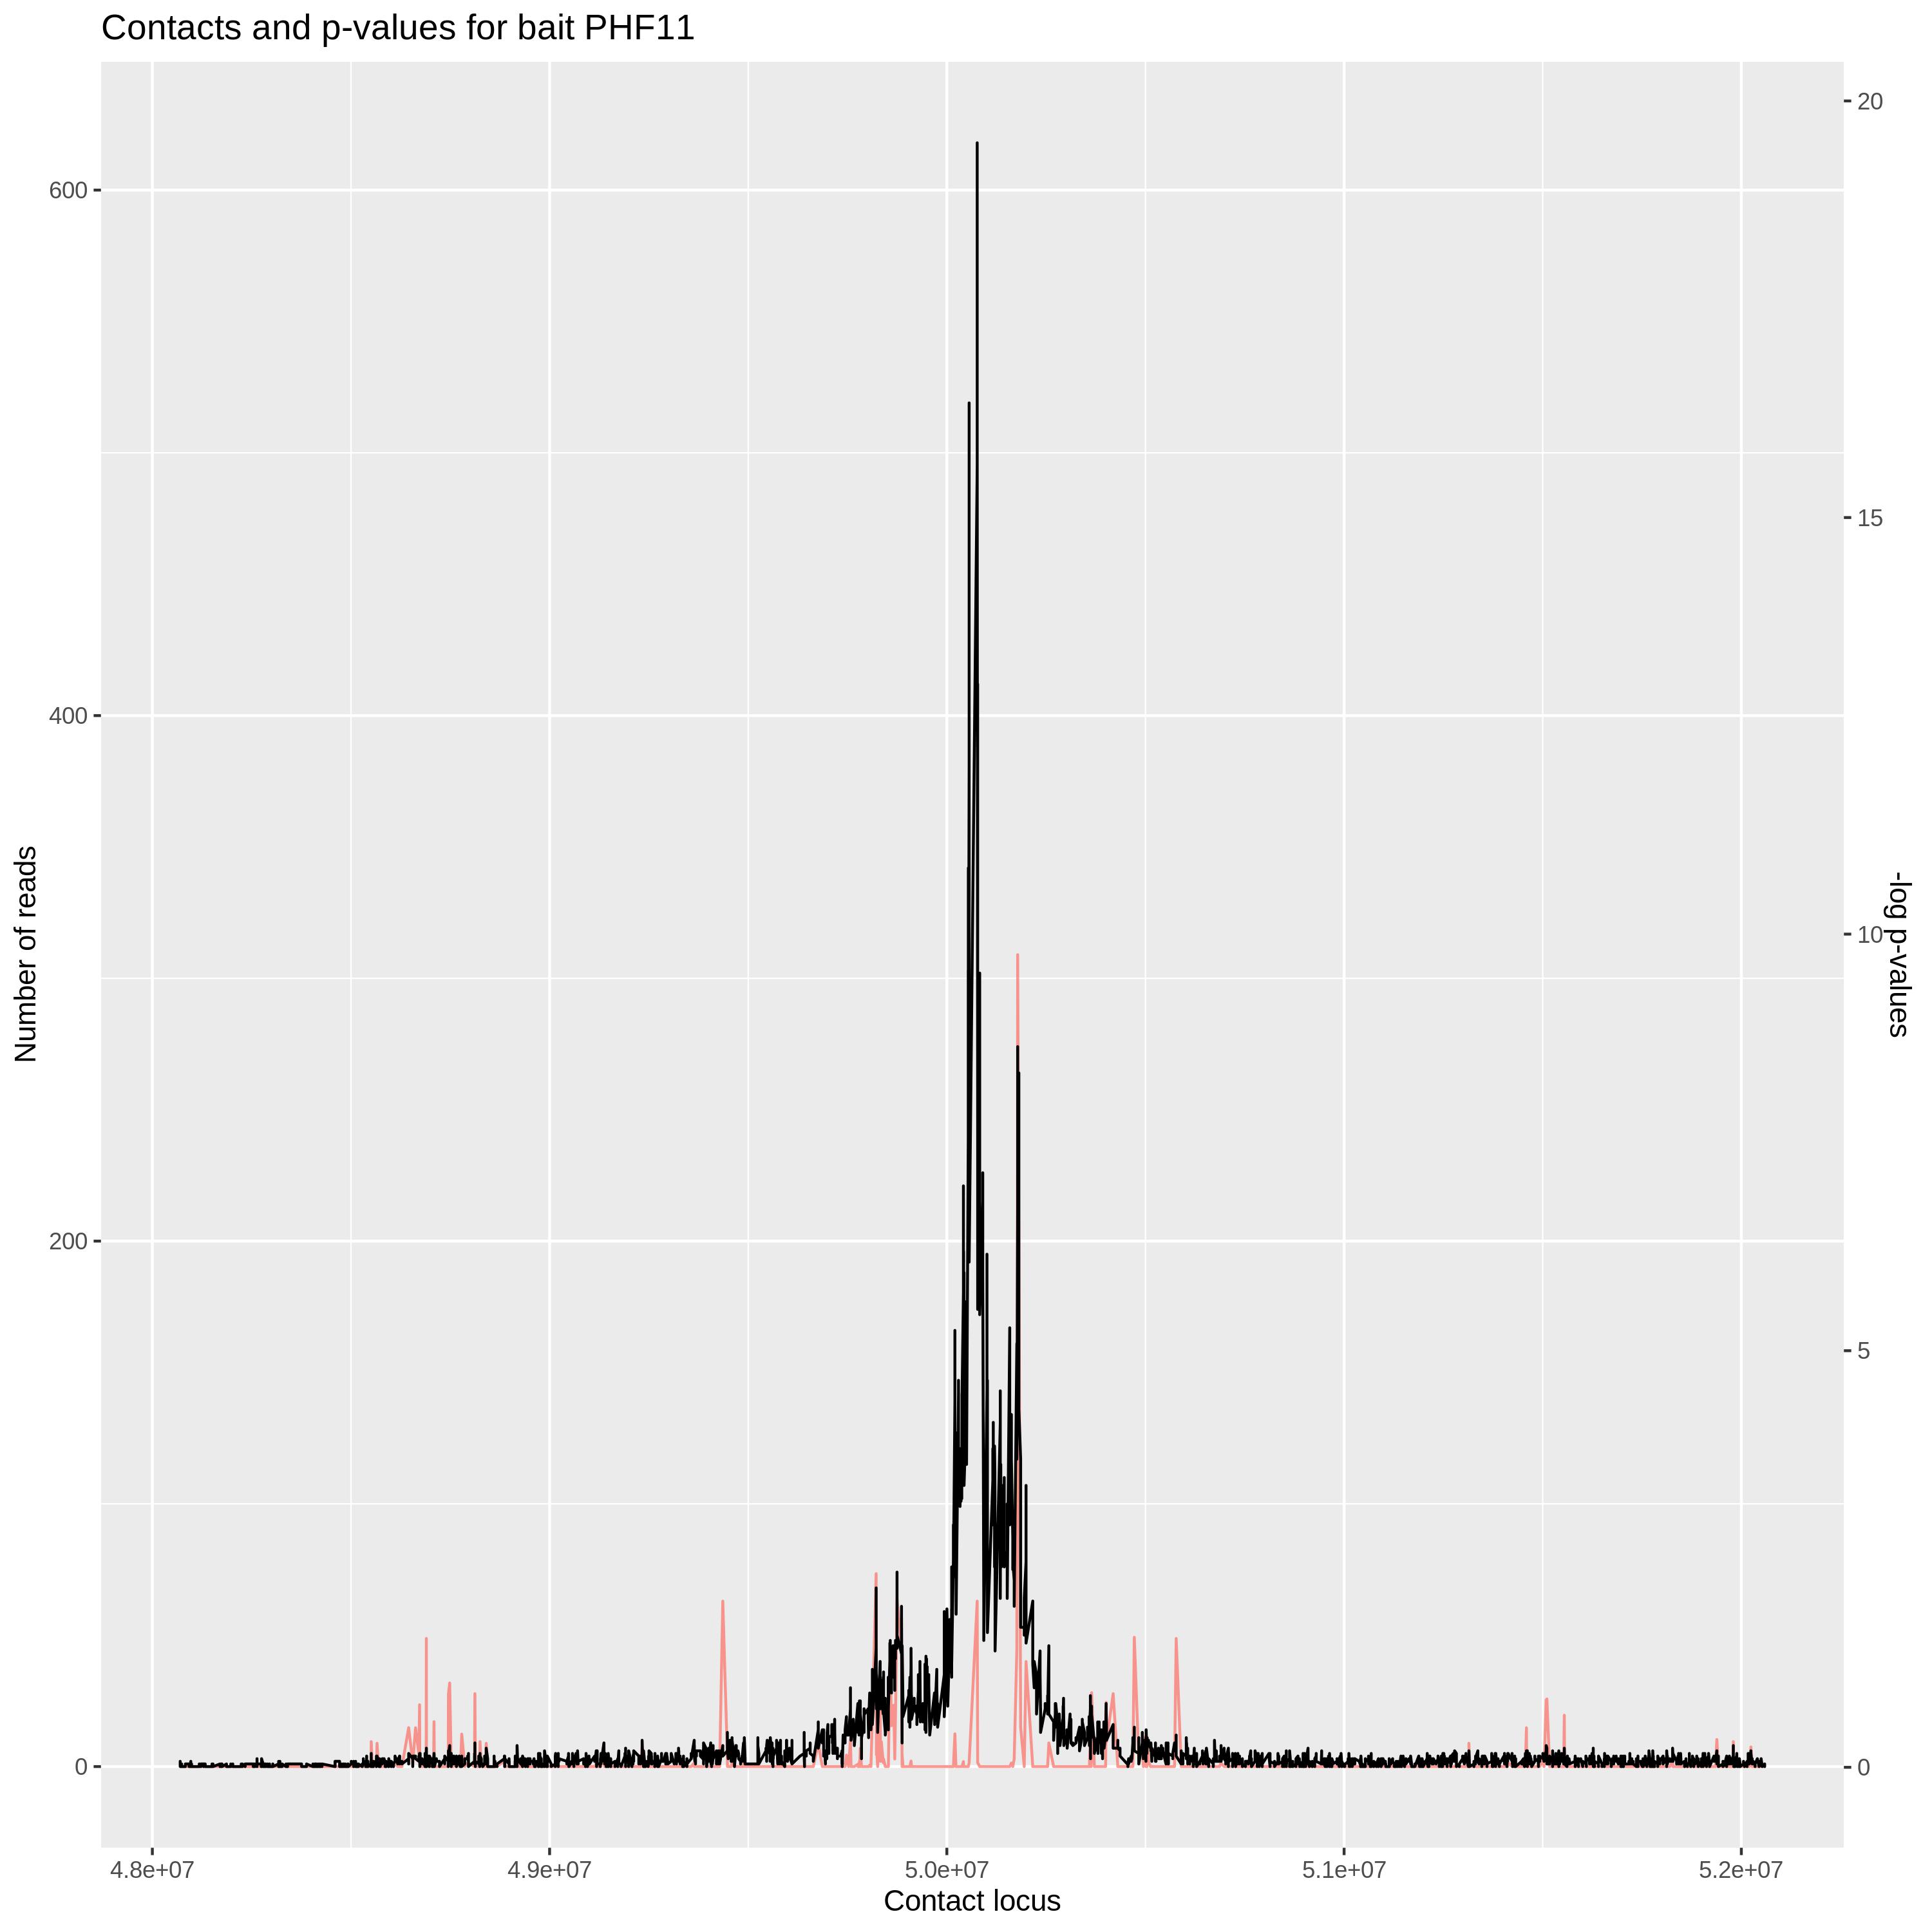 Contacts and p-values for bait PHF11
600
400
200
0
Number of reads
20
15
10
5
0
-log p-values
4.8e+07
4.9e+07
5.0e+07
5.1e+07
5.2e+07
Contact locus